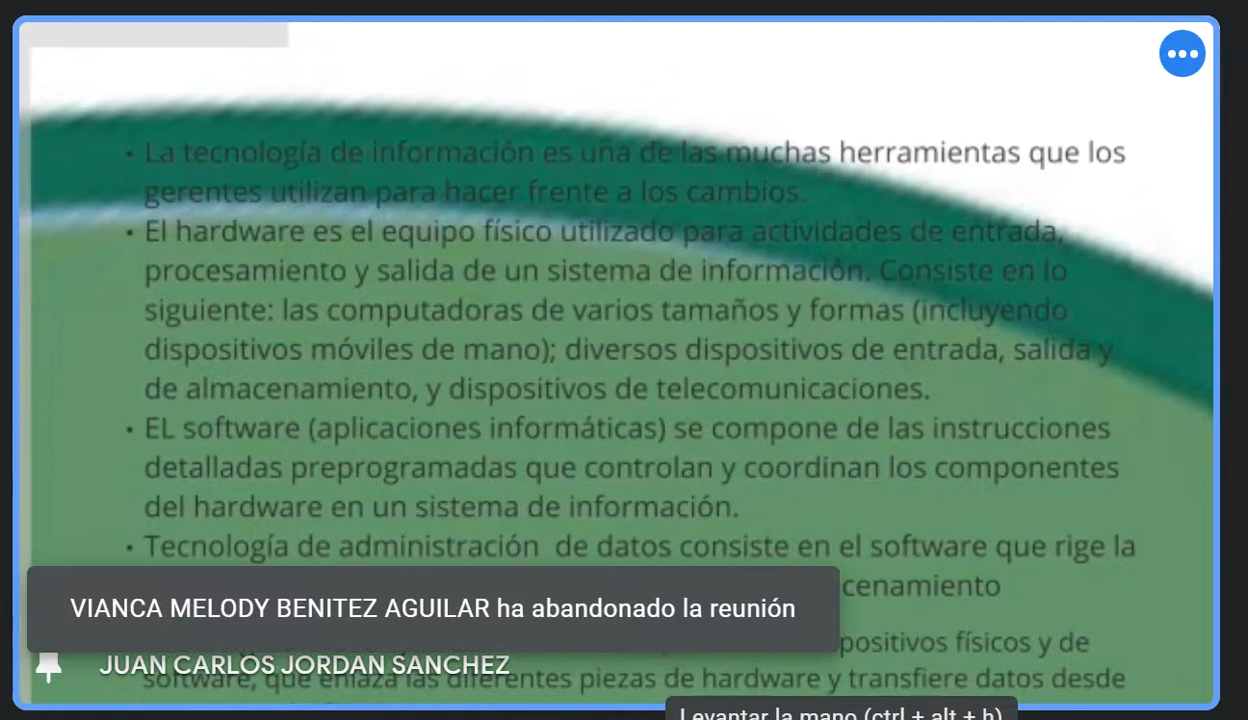 • La tecnología de información es una de las muchas herramientas que los
gerentes utilizan para hacer frente a los cambios.
• El hardware es el equipo físico utilizado para actividades de entrada,
procesamiento y salida de un sistema de información. Consiste en lo
siguiente: las computadoras de varios tamaños y formas (incluyendo
dispositivos móviles de mano); diversos dispositivos de entrada, salida y
de almacenamiento, y dispositivos de telecomunicaciones.
• EL software (aplicaciones informáticas) se compone de las instrucciones
detalladas preprogramadas que controlan y coordinan los componentes
del hardware en un sistema de información.
• Tecnología de administración de datos consiste en el software que rige la
cenamiento
VIANCA MELODY BENITEZ AGUILAR ha abandonado la reunión
positivos físicos y de
JUAN CARLOS JORDAN SANCHEZ
software, que enlaza las diferentes piezas de hardware y transfiere datos desde
Levantar la mano (ctrl + alt + h)